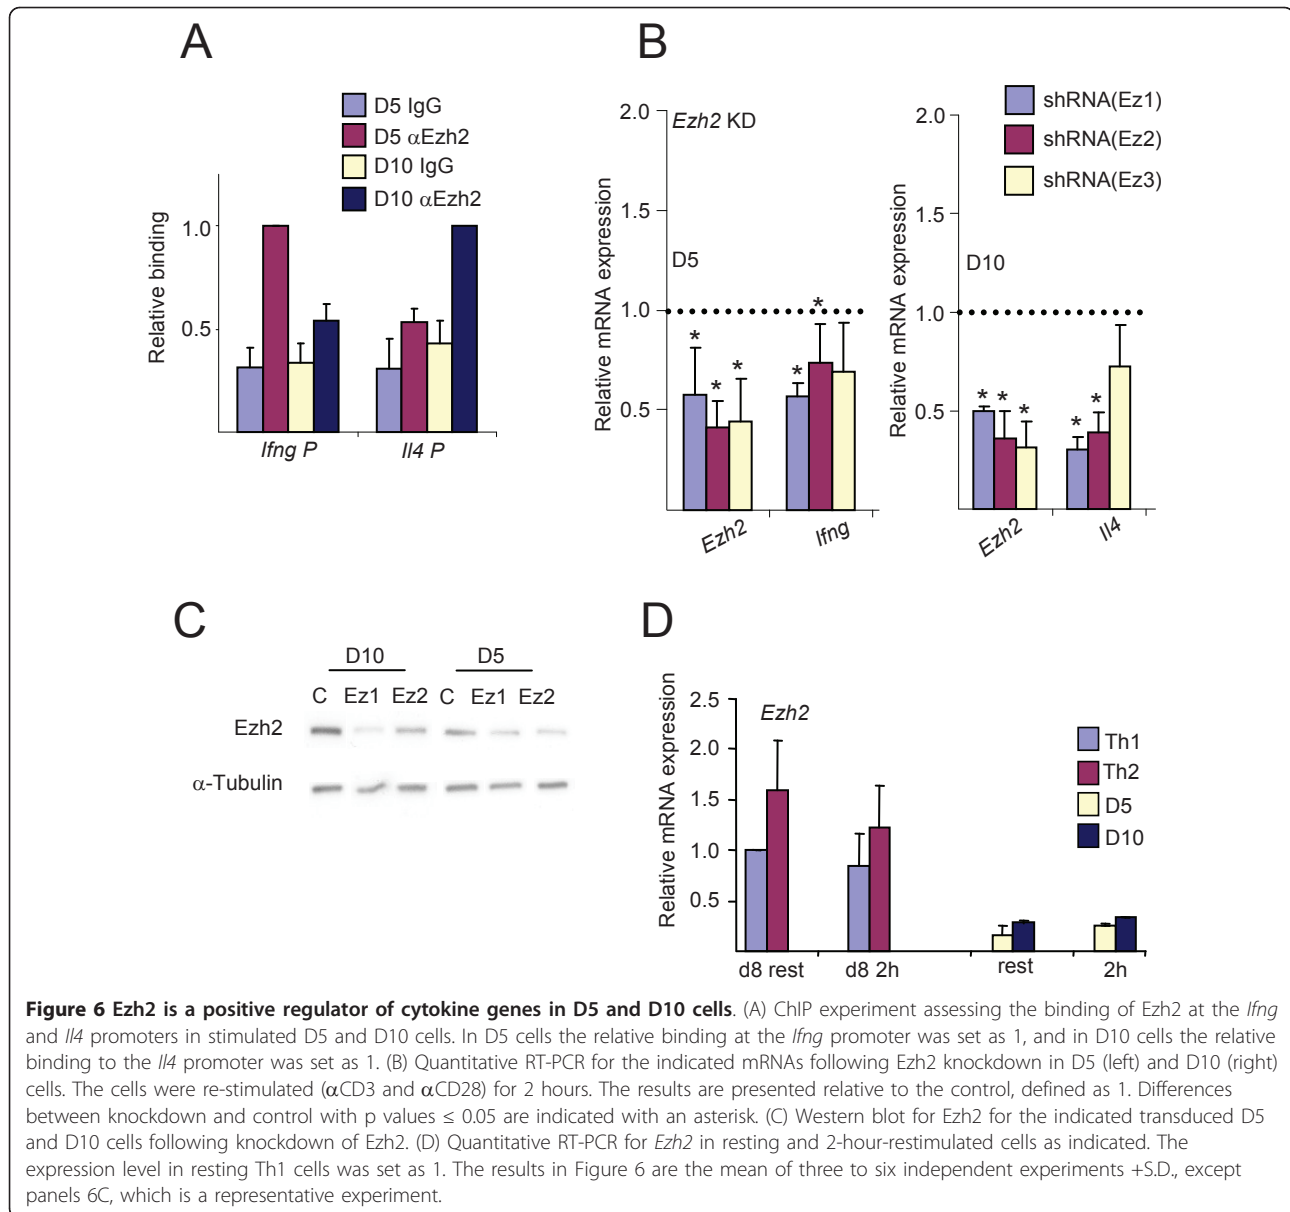 A
D5 IgG
D5 αEzh2
D10 IgG
D10 αEzh2
Relative binding
1.0
0.5
Ifng P
Il4 P
B
shRNA(Ez1)
shRNA(Ez2)
shRNA(Ez3)
Relative mRNA expression
2.0
1.5
1.0
0.5
Ezh2 KD
D5
*
*
*
*
*
Ezh2
Ifng
Relative mRNA expression
2.0
1.5
1.0
0.5
D10
*
*
*
*
*
Ezh2
Il4
C
D10
D5
C Ez1 Ez2 C Ez1 Ez2
Ezh2
α-Tubulin
D
Relative mRNA expression
2.5
2.0
1.5
1.0
0.5
Ezh2
Th1
Th2
D5
D10
d8 rest
d8 2h
rest
2h
Figure 6 Ezh2 is a positive regulator of cytokine genes in D5 and D10 cells. (A) ChIP experiment assessing the binding of Ezh2 at the Ifng
and Il4 promoters in stimulated D5 and D10 cells. In D5 cells the relative binding at the Ifng promoter was set as 1, and in D10 cells the relative
binding to the Il4 promoter was set as 1. (B) Quantitative RT-PCR for the indicated mRNAs following Ezh2 knockdown in D5 (left) and D10 (right)
cells. The cells were re-stimulated (αCD3 and αCD28) for 2 hours. The results are presented relative to the control, defined as 1. Differences
between knockdown and control with p values ≤ 0.05 are indicated with an asterisk. (C) Western blot for Ezh2 for the indicated transduced D5
and D10 cells following knockdown of Ezh2. (D) Quantitative RT-PCR for Ezh2 in resting and 2-hour-restimulated cells as indicated. The
expression level in resting Th1 cells was set as 1. The results in Figure 6 are the mean of three to six independent experiments +S.D., except
panels 6C, which is a representative experiment.